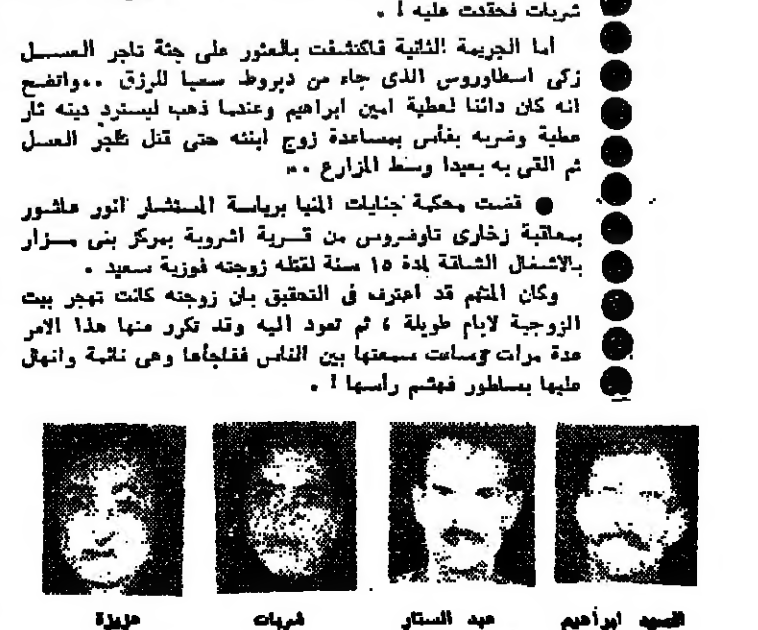 شربات فحقدت عليه ! .
أما الجريمة الثانية فاكتشفت بالعثور على جثة تاجر العسل
زكى اسطاوروس الذى جاء من ديروط سعيا للرزق ..واتضح
انه كان دائنا لعطية امين ابراهيم وعندما ذهب ليسترد دينه ثار
عطية وضربه بفأس بمساعدة زوج ابنته حتى قتل تاجر العسل
ثم القى به بعيدا وسط المزارع ..
● قضت محكمة جنايات المنيا برياسة المستشار انور عاشور
بمعاقبة زخارى تاوضروس من قرية اشروبة بمركز بنى مزار
بالاشغال الشاقة لمدة ١٥ سنة لقتله زوجته فوزية سعيد .
وكان المتهم قد اعترف فى التحقيق بان زوجته كانت تهجر بيت
الزوجية لايام طويلة ، ثم تعود اليه وقد تكرر منها هذا الامر
عدة مرات وساءت سمعتها بين الناس ففاجأها وهى نائمة وانهال
عليها بساطور فهشم رأسها ! .
السيد ابراهيم عبد الستار شربات عزيزة